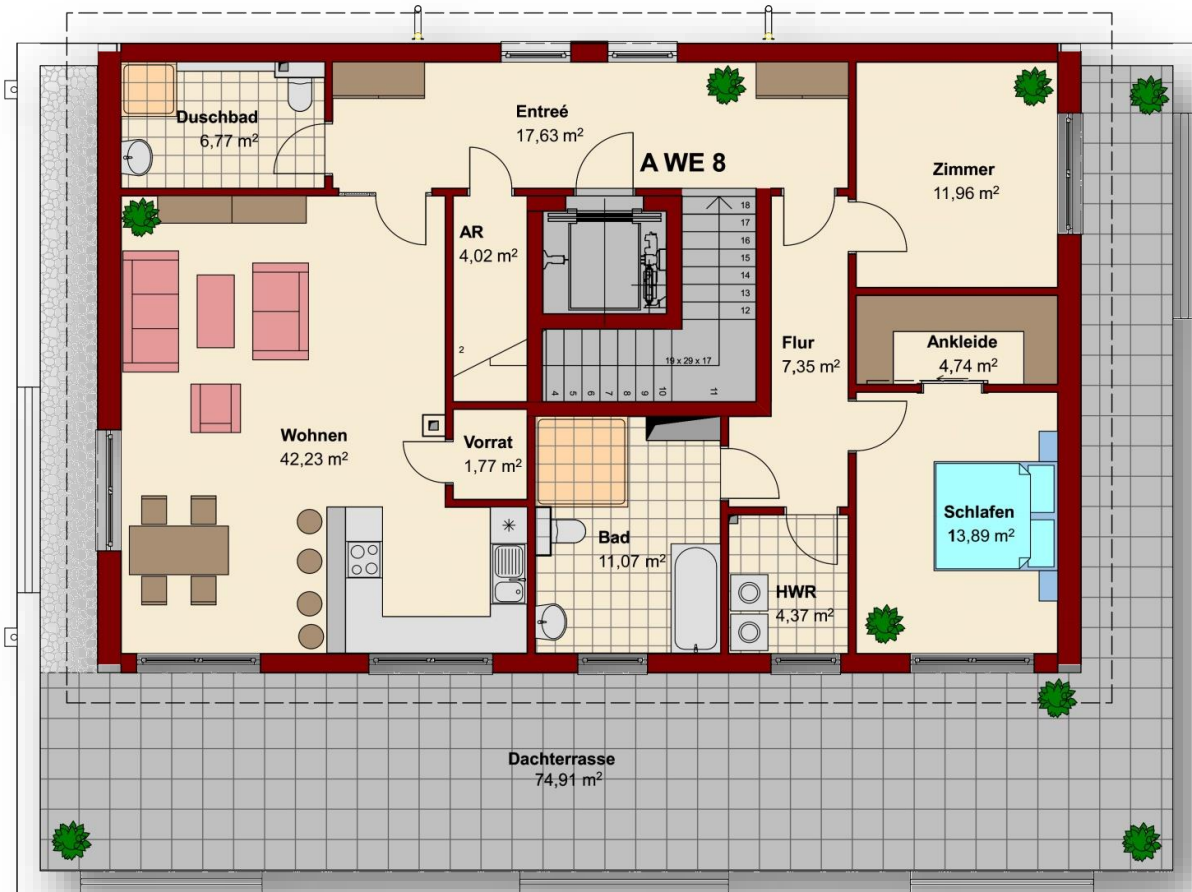 Duschbad
6,77 m²
Entreé
17,63 m²
A WE 8
Zimmer
11,96 m²
AR
4,02 m²
18
17
16
15
14
13
12
19 x 29 x 17
2
4
5
6
7
8
9
10
11
Flur
7,35 m²
Ankleide
4,74 m²
Wohnen
42,23 m²
Vorrat
1,77 m²
Bad
11,07 m²
HWR
4,37 m²
Schlafen
13,89 m²
Dachterrasse
74,91 m²